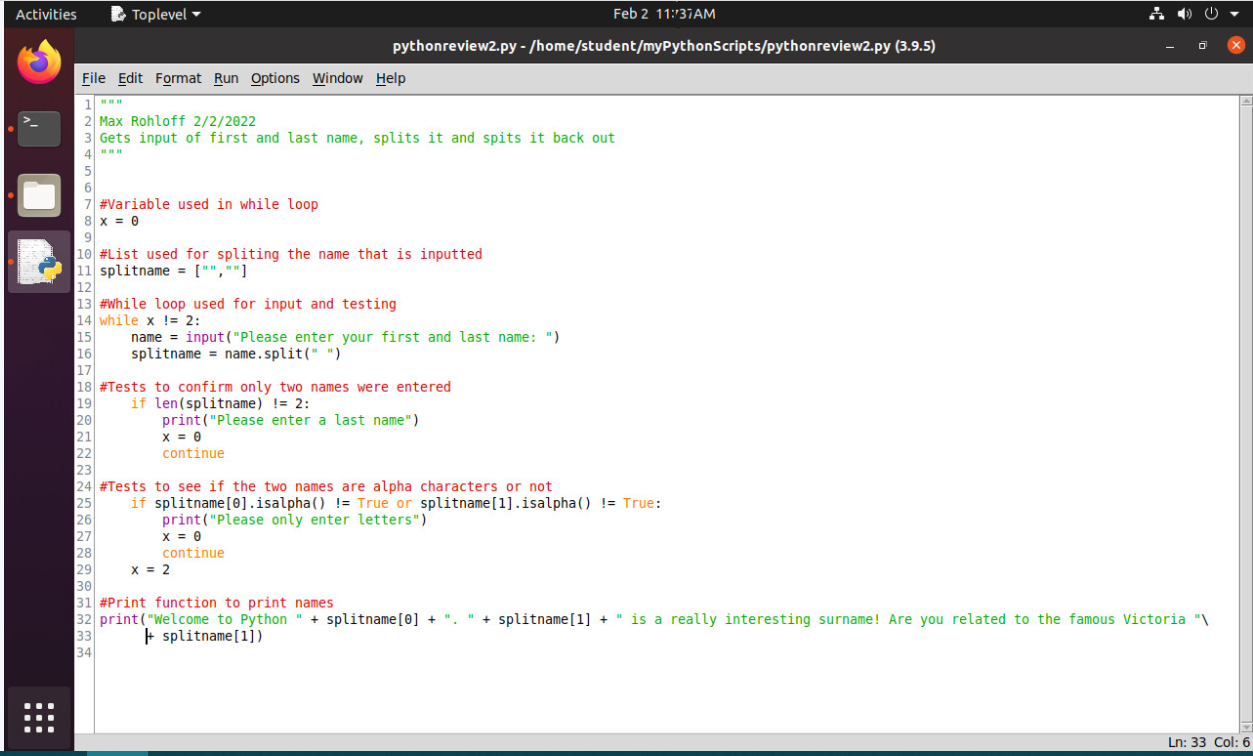 Activities Toplevel Feb 2 11:37AM
pythonreview2.py - /home/student/myPythonScripts/pythonreview2.py (3.9.5)
File Edit Format Run Options Window Help
1 """
2 Max Rohloff 2/2/2022
3 Gets input of first and last name, splits it and spits it back out
4 """
5
6
7 #Variable used in while loop
8 x = 0
9
10 #List used for spliting the name that is inputted
11 splitname = ["",""]
12
13 #While loop used for input and testing
14 while x != 2:
15     name = input("Please enter your first and last name: ")
16     splitname = name.split(" ")
17
18 #Tests to confirm only two names were entered
19     if len(splitname) != 2:
20         print("Please enter a last name")
21         x = 0
22         continue
23
24 #Tests to see if the two names are alpha characters or not
25     if splitname[0].isalpha() != True or splitname[1].isalpha() != True:
26         print("Please only enter letters")
27         x = 0
28         continue
29     x = 2
30
31 #Print function to print names
32 print("Welcome to Python " + splitname[0] + ". " + splitname[1] + " is a really interesting surname! Are you related to the famous Victoria "\
33       + splitname[1])
34
Ln: 33 Col: 6